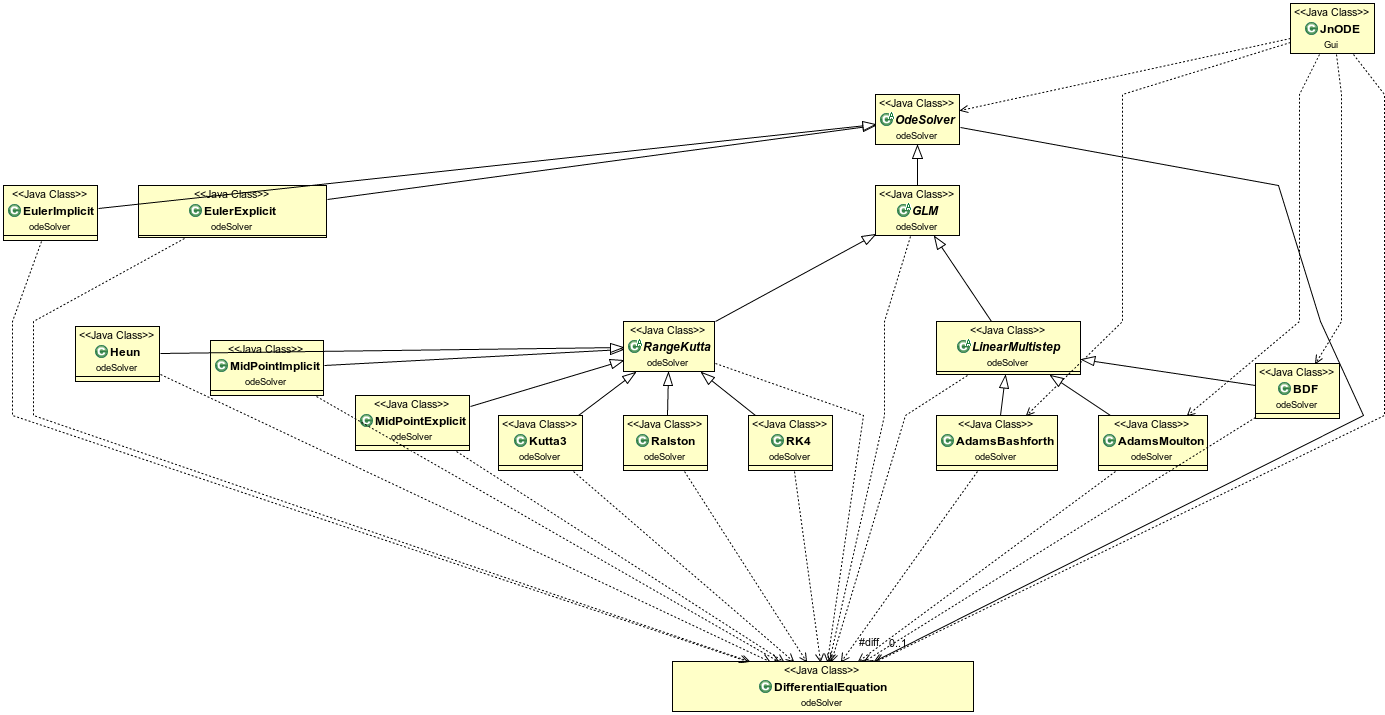 <<Java Class>>
JnODE
Gui
<<Java Class>>
OdeSolver
odeSolver
<<Java Class>>
EulerImplicit
odeSolver
<<Java Class>>
EulerExplicit
odeSolver
<<Java Class>>
GLM
odeSolver
<<Java Class>>
Heun
odeSolver
<<Java Class>>
MidPointImplicit
odeSolver
<<Java Class>>
RangeKutta
odeSolver
<<Java Class>>
LinearMultistep
odeSolver
<<Java Class>>
BDF
odeSolver
<<Java Class>>
MidPointExplicit
odeSolver
<<Java Class>>
Kutta3
odeSolver
<<Java Class>>
Ralston
odeSolver
<<Java Class>>
RK4
odeSolver
<<Java Class>>
AdamsBashforth
odeSolver
<<Java Class>>
AdamsMoulton
odeSolver
#diff 0..1
<<Java Class>>
DifferentialEquation
odeSolver